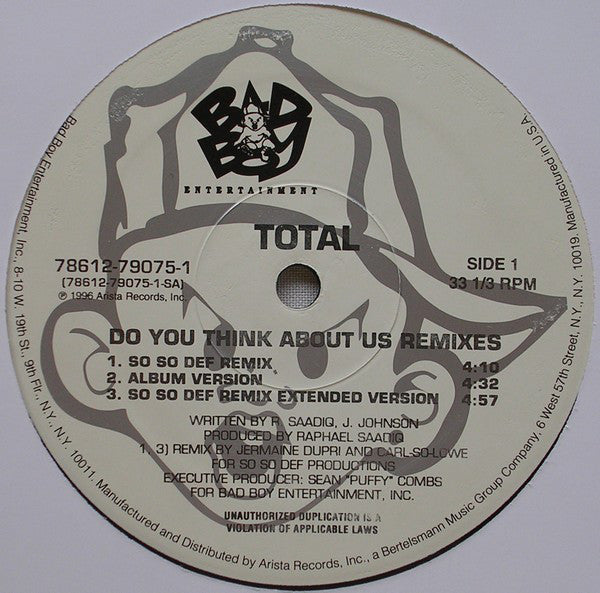 BAD
BOY
ENTERTAINMENT
TOTAL
78612-79075-1
(78612-79075-1-SA)
℗ 1996 Arista Records, Inc.
SIDE 1
33 1/3 RPM
DO YOU THINK ABOUT US REMIXES
1. SO SO DEF REMIX 4:10
2. ALBUM VERSION 4:32
3. SO SO DEF REMIX EXTENDED VERSION 4:57
WRITTEN BY R. SAADIQ, J. JOHNSON
PRODUCED BY RAPHAEL SAADIQ
1, 3) REMIX BY JERMAINE DUPRI AND CARL-SO-LOWE
FOR SO SO DEF PRODUCTIONS
EXECUTIVE PRODUCER: SEAN "PUFFY" COMBS
FOR BAD BOY ENTERTAINMENT, INC.
UNAUTHORIZED DUPLICATION IS A
VIOLATION OF APPLICABLE LAWS
Bad Boy Entertainment, Inc., 8-10 W. 19th St., 9th Flr., N.Y., N.Y. 10011. Manufactured and Distributed by Arista Records, Inc., a Bertelsmann Music Group Company, 6 West 57th Street, N.Y., N.Y. 10019. Manufactured in U.S.A.